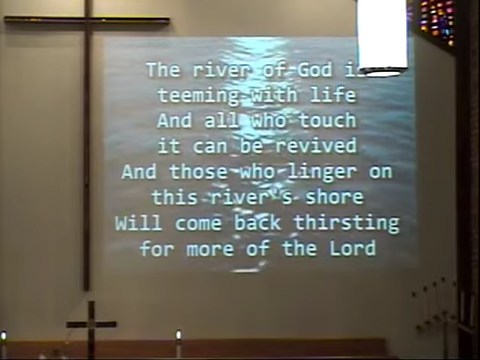 The river of God is
teeming with life
And all who touch
it can be revived
And those who linger on
this river's shore
Will come back thirsting
for more of the Lord